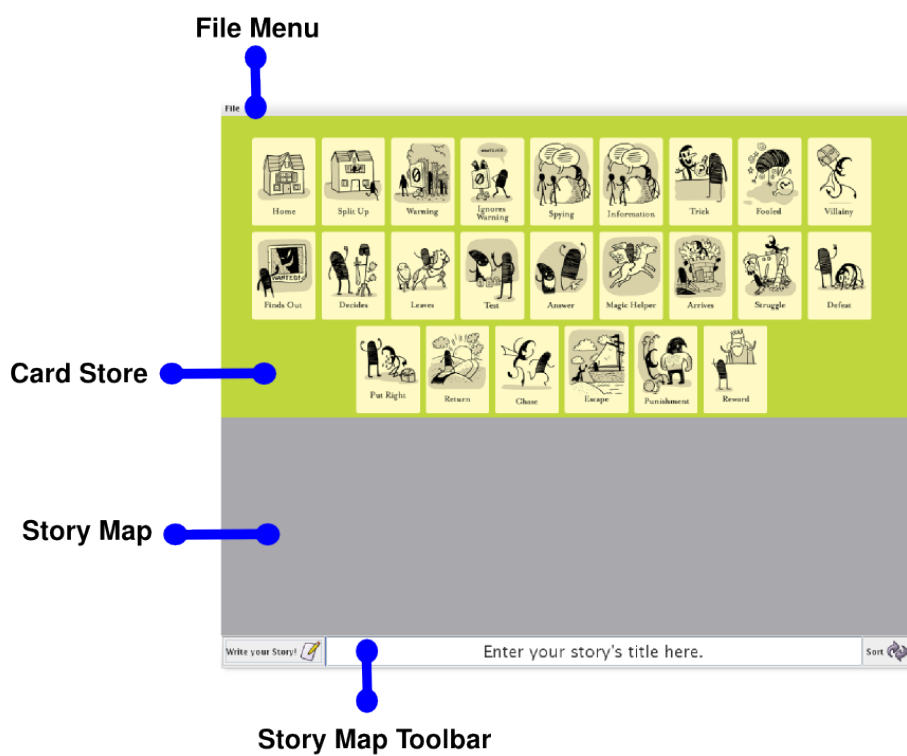 File Menu
File
WHATEVER.
Home
Split Up
Warning
Ignores
Warning
Spying
Information
Trick
Fooled
Villainy
WANTED!
Finds Out
Decides
Leaves
Test
Answer
Magic Helper
Arrives
Struggle
Defeat
Card Store
Put Right
Return
Chase
Escape
Punishment
Reward
Story Map
Write your Story!
Enter your story's title here.
Sort
Story Map Toolbar